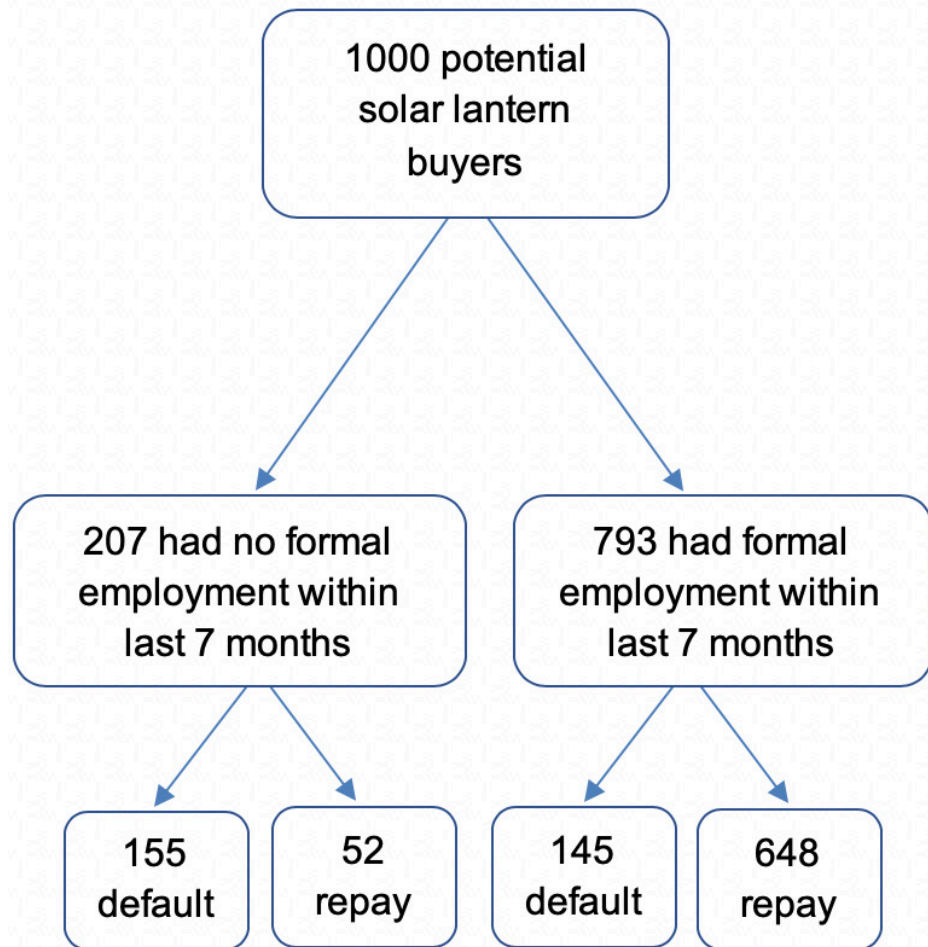 1000 potential
solar lantern
buyers
207 had no formal
employment within
last 7 months
793 had formal
employment within
last 7 months
155
default
52
repay
145
default
648
repay